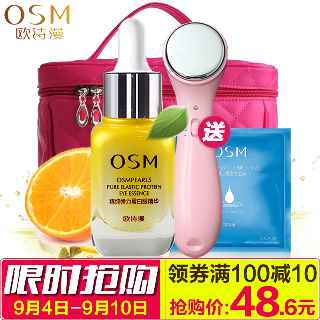 OSM
欧诗漫
OSM
OSMPEARLS
PURE ELASTIC PROTEIN
EYE ESSENCE
欧诗漫
送
OSM
限时抢购
9月4日-9月10日
领券满100减10
抢购价:48.6元